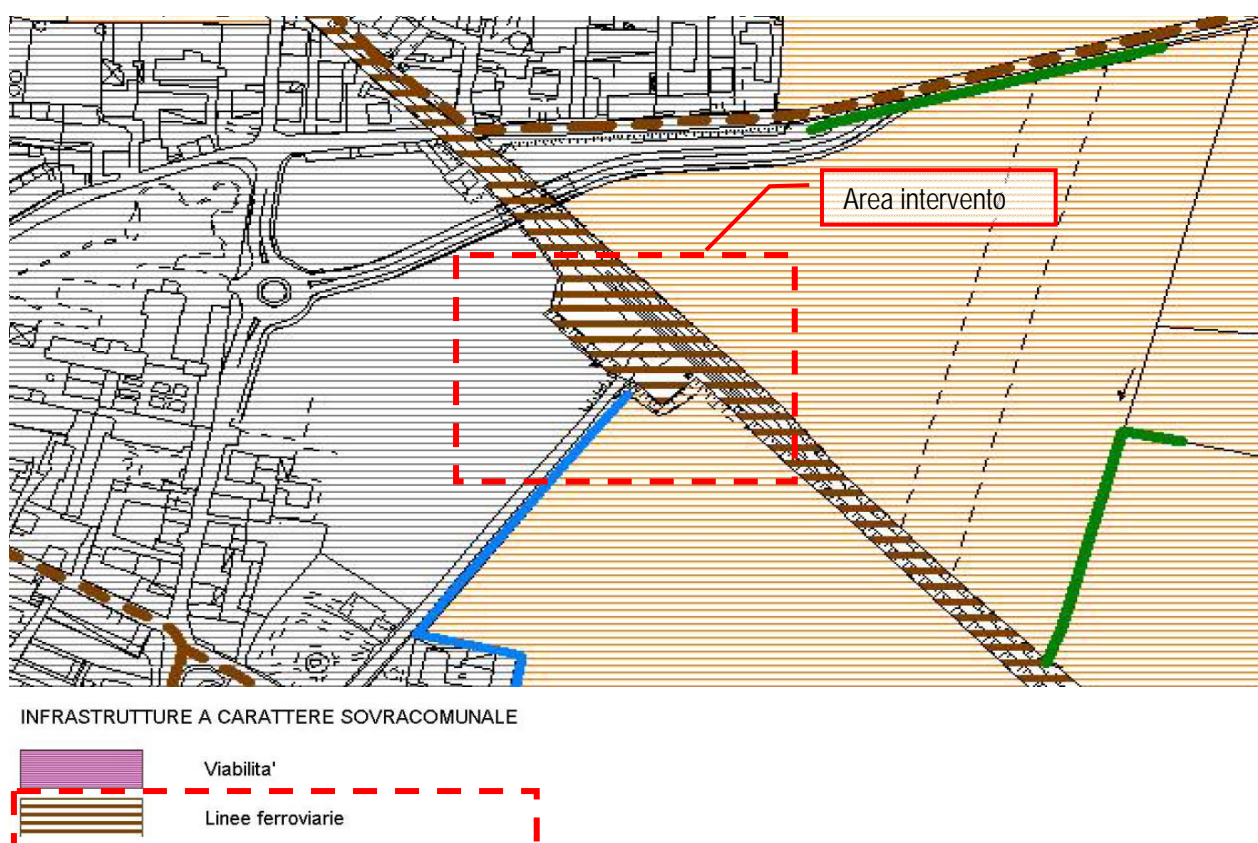 Area intervento
INFRASTRUTTURE A CARATTERE SOVRACOMUNALE
Viabilita'
Linee ferroviarie